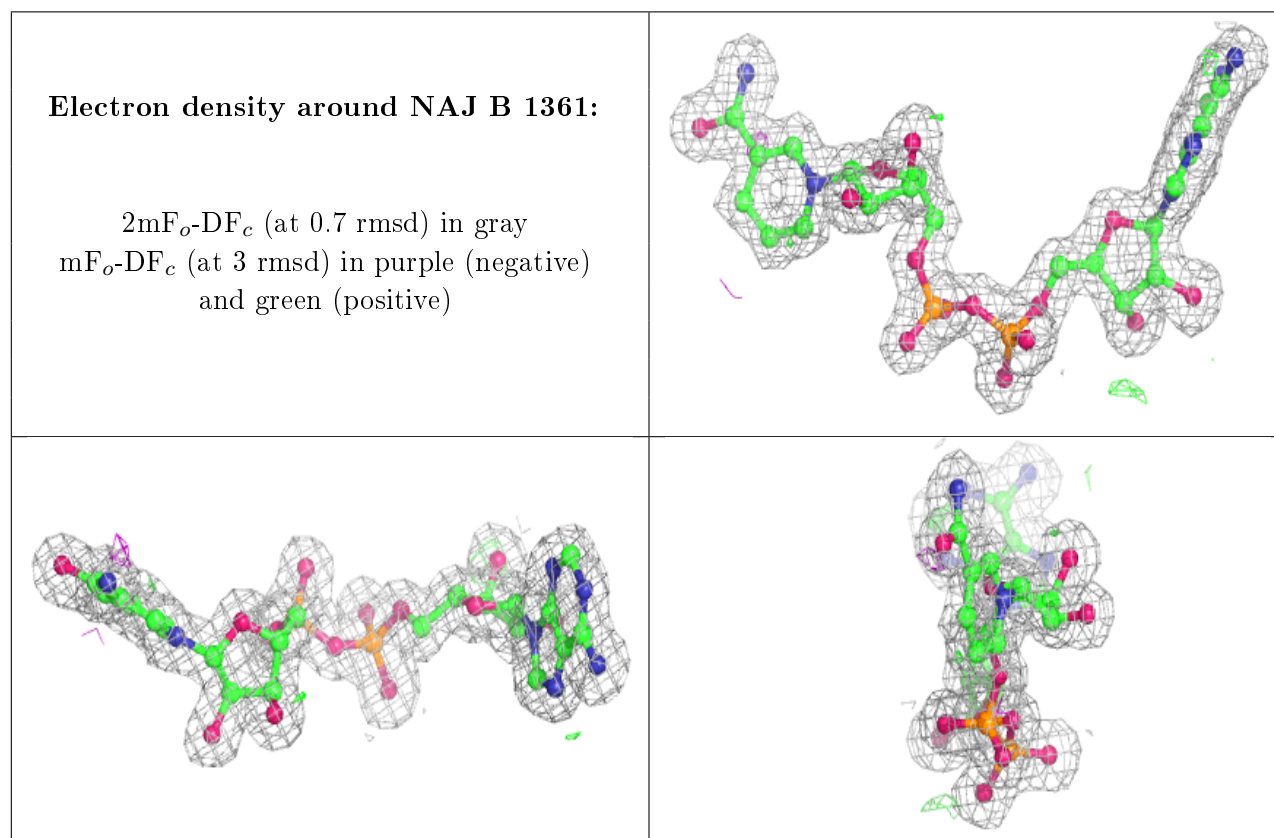 Electron density around NAJ B 1361:
2mFo-DFc (at 0.7 rmsd) in gray
mFo-DFc (at 3 rmsd) in purple (negative)
and green (positive)